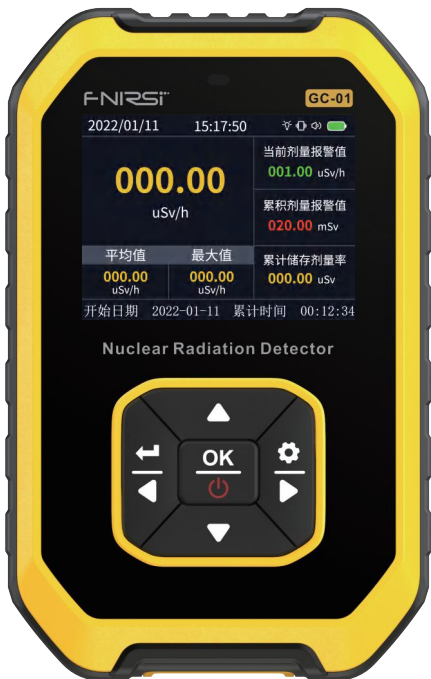 FNIRSI
GC-01
2022/01/11 15:17:50
当前剂量报警值
001.00 uSv/h
000.00
uSv/h
累积剂量报警值
020.00 mSv
平均值 最大值
000.00 000.00
uSv/h uSv/h
累计储存剂量率
000.00 uSv
开始日期 2022-01-11 累计时间 00:12:34
Nuclear Radiation Detector
OK